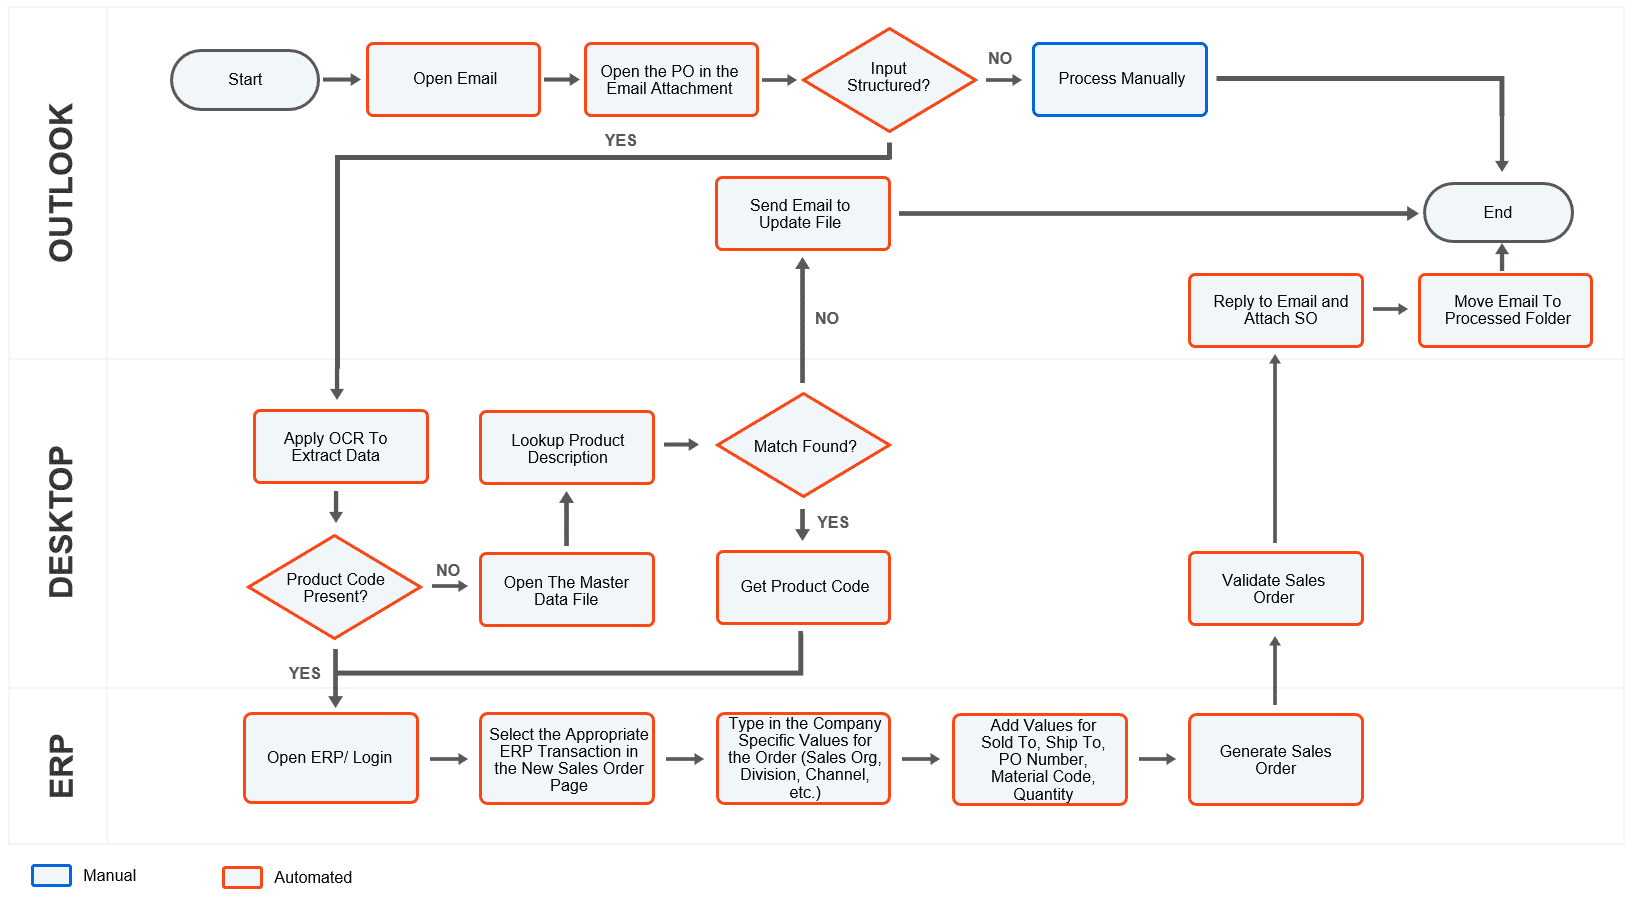 OUTLOOK
Start
Open Email
Open the PO in the
Email Attachment
Input
Structured?
NO
Process Manually
YES
Send Email to
Update File
End
NO
Reply to Email and
Attach SO
Move Email To
Processed Folder
DESKTOP
Apply OCR To
Extract Data
Lookup Product
Description
Match Found?
YES
Product Code
Present?
NO
Open The Master
Data File
Get Product Code
Validate Sales
Order
YES
ERP
Open ERP/ Login
Select the Appropriate
ERP Transaction in
the New Sales Order
Page
Type in the Company
Specific Values for
the Order (Sales Org,
Division, Channel,
etc.)
Add Values for
Sold To, Ship To,
PO Number,
Material Code,
Quantity
Generate Sales
Order
Manual
Automated